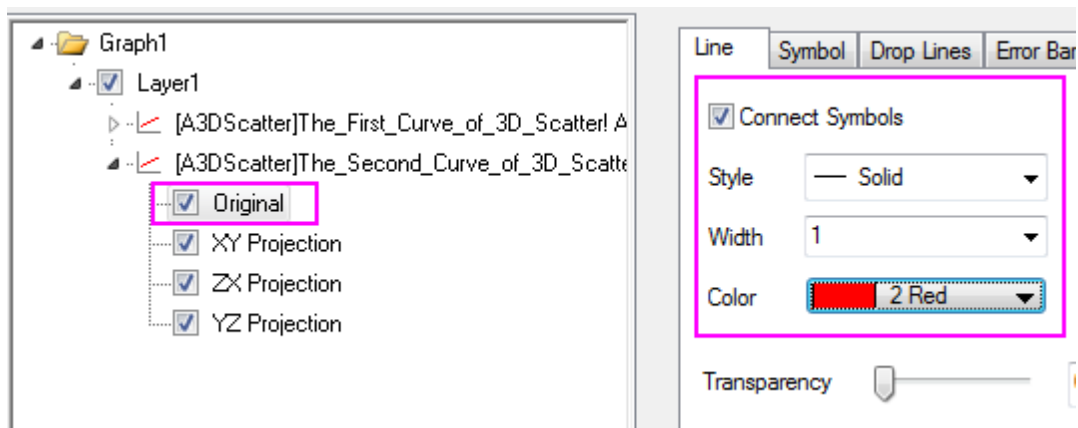 Graph1
Layer1
[A3DScatter]The_First_Curve_of_3D_Scatter! A
[A3DScatter]The_Second_Curve_of_3D_Scatte
Original
XY Projection
ZX Projection
YZ Projection
Line Symbol Drop Lines Error Bar
Connect Symbols
Style Solid
Width 1
Color 2 Red
Transparency